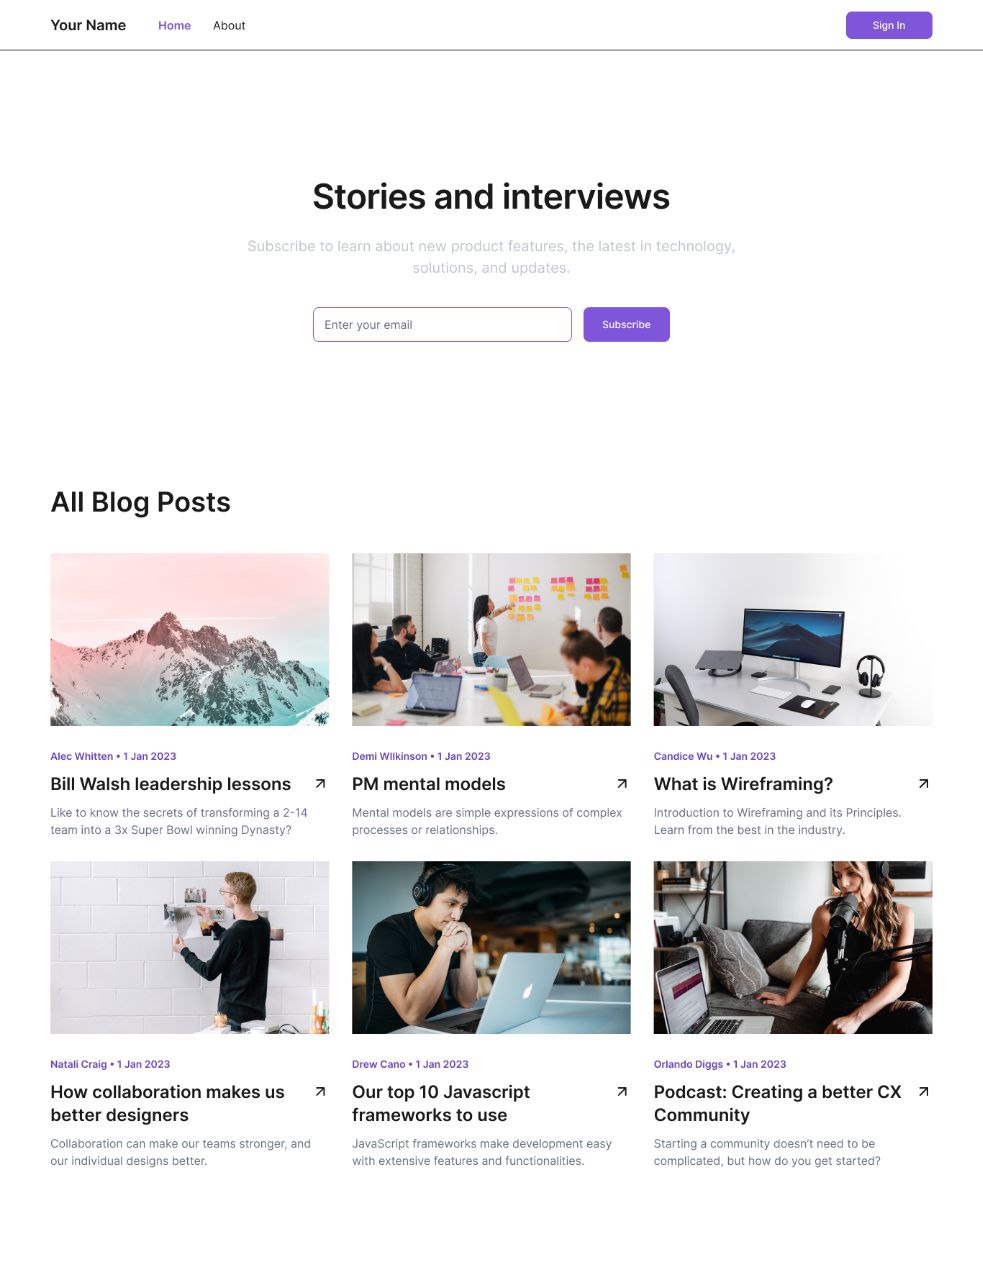 Your Name Home About Sign In
Stories and interviews
Subscribe to learn about new product features, the latest in technology,
solutions, and updates.
Enter your email Subscribe
All Blog Posts
Alec Whitten • 1 Jan 2023
Bill Walsh leadership lessons
Like to know the secrets of transforming a 2-14
team into a 3x Super Bowl winning Dynasty?
Demi WIlkinson • 1 Jan 2023
PM mental models
Mental models are simple expressions of complex
processes or relationships.
Candice Wu • 1 Jan 2023
What is Wireframing?
Introduction to Wireframing and its Principles.
Learn from the best in the industry.
Natali Craig • 1 Jan 2023
How collaboration makes us
better designers
Collaboration can make our teams stronger, and
our individual designs better.
Drew Cano • 1 Jan 2023
Our top 10 Javascript
frameworks to use
JavaScript frameworks make development easy
with extensive features and functionalities.
Orlando Diggs • 1 Jan 2023
Podcast: Creating a better CX
Community
Starting a community doesn’t need to be
complicated, but how do you get started?